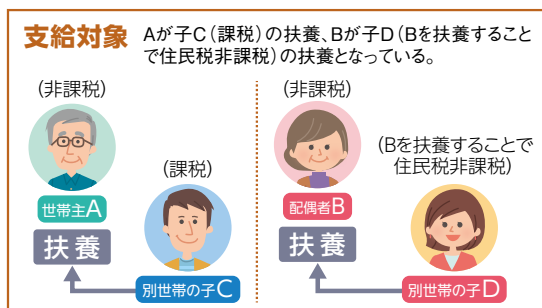 支給対象
Aが子C(課税)の扶養、Bが子D(Bを扶養すること
で住民税非課税)の扶養となっている。
(非課税)
世帯主A
扶養
(課税)
別世帯の子C
(非課税)
配偶者B
扶養
(Bを扶養することで
住民税非課税)
別世帯の子D